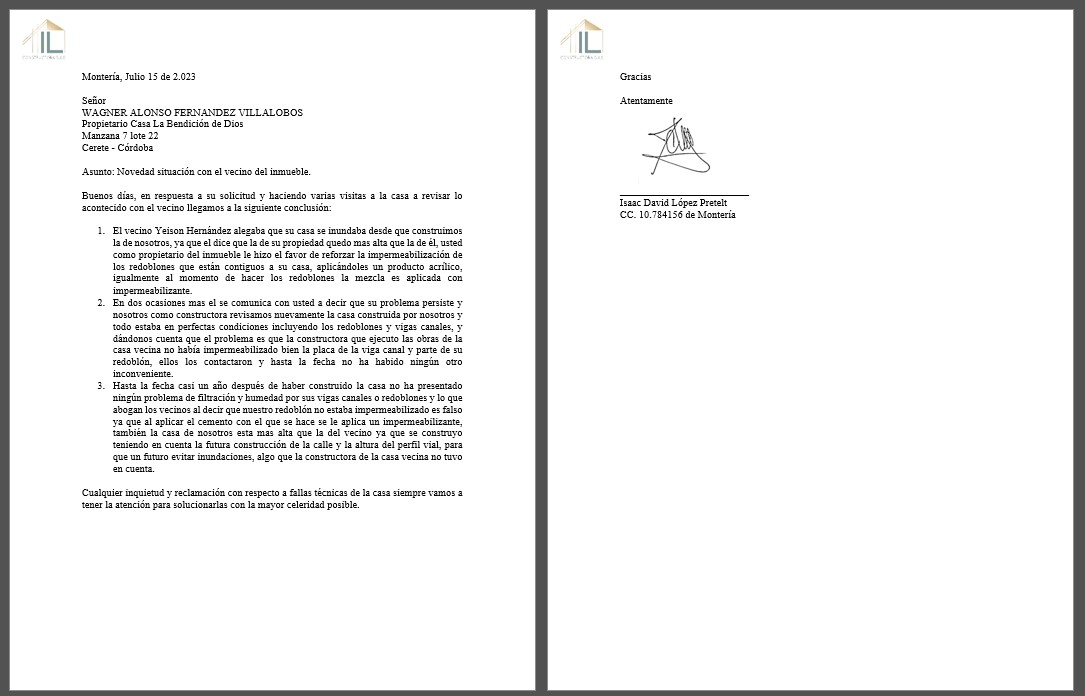 IL
Montería, Julio 15 de 2.023
Señor
WAGNER ALONSO FERNANDEZ VILLALOBOS
Propietario Casa La Bendición de Dios
Manzana 7 lote 22
Cerete - Córdoba
Asunto: Novedad situación con el vecino del inmueble.
Buenos días, en respuesta a su solicitud y haciendo varias visitas a la casa a revisar lo
acontecido con el vecino llegamos a la siguiente conclusión:
1. El vecino Yeison Hernández alegaba que su casa se inundaba desde que construimos
la de nosotros, ya que el dice que la de su propiedad quedo mas alta que la de él, usted
como propietario del inmueble le hizo el favor de reforzar la impermeabilización de
los redoblones que están contiguos a su casa, aplicándoles un producto acrílico,
igualmente al momento de hacer los redoblones la mezcla es aplicada con
impermeabilizante.
2. En dos ocasiones mas el se comunica con usted a decir que su problema persiste y
nosotros como constructora revisamos nuevamente la casa construida por nosotros y
todo estaba en perfectas condiciones incluyendo los redoblones y vigas canales, y
dándonos cuenta que el problema es que la constructora que ejecuto las obras de la
casa vecina no había impermeabilizado bien la placa de la viga canal y parte de su
redoblón, ellos los contactaron y hasta la fecha no ha habido ningún otro
inconveniente.
3. Hasta la fecha casi un año después de haber construido la casa no ha presentado
ningún problema de filtración y humedad por sus vigas canales o redoblones y lo que
abogan los vecinos al decir que nuestro redoblón no estaba impermeabilizado es falso
ya que al aplicar el cemento con el que se hace se le aplica un impermeabilizante,
también la casa de nosotros esta mas alta que la del vecino ya que se construyo
teniendo en cuenta la futura construcción de la calle y la altura del perfil vial, para
que un futuro evitar inundaciones, algo que la constructora de la casa vecina no tuvo
en cuenta.
Cualquier inquietud y reclamación con respecto a fallas técnicas de la casa siempre vamos a
tener la atención para solucionarlas con la mayor celeridad posible.
IL
Gracias
Atentamente
Isaac David López Pretelt
CC. 10.784156 de Montería